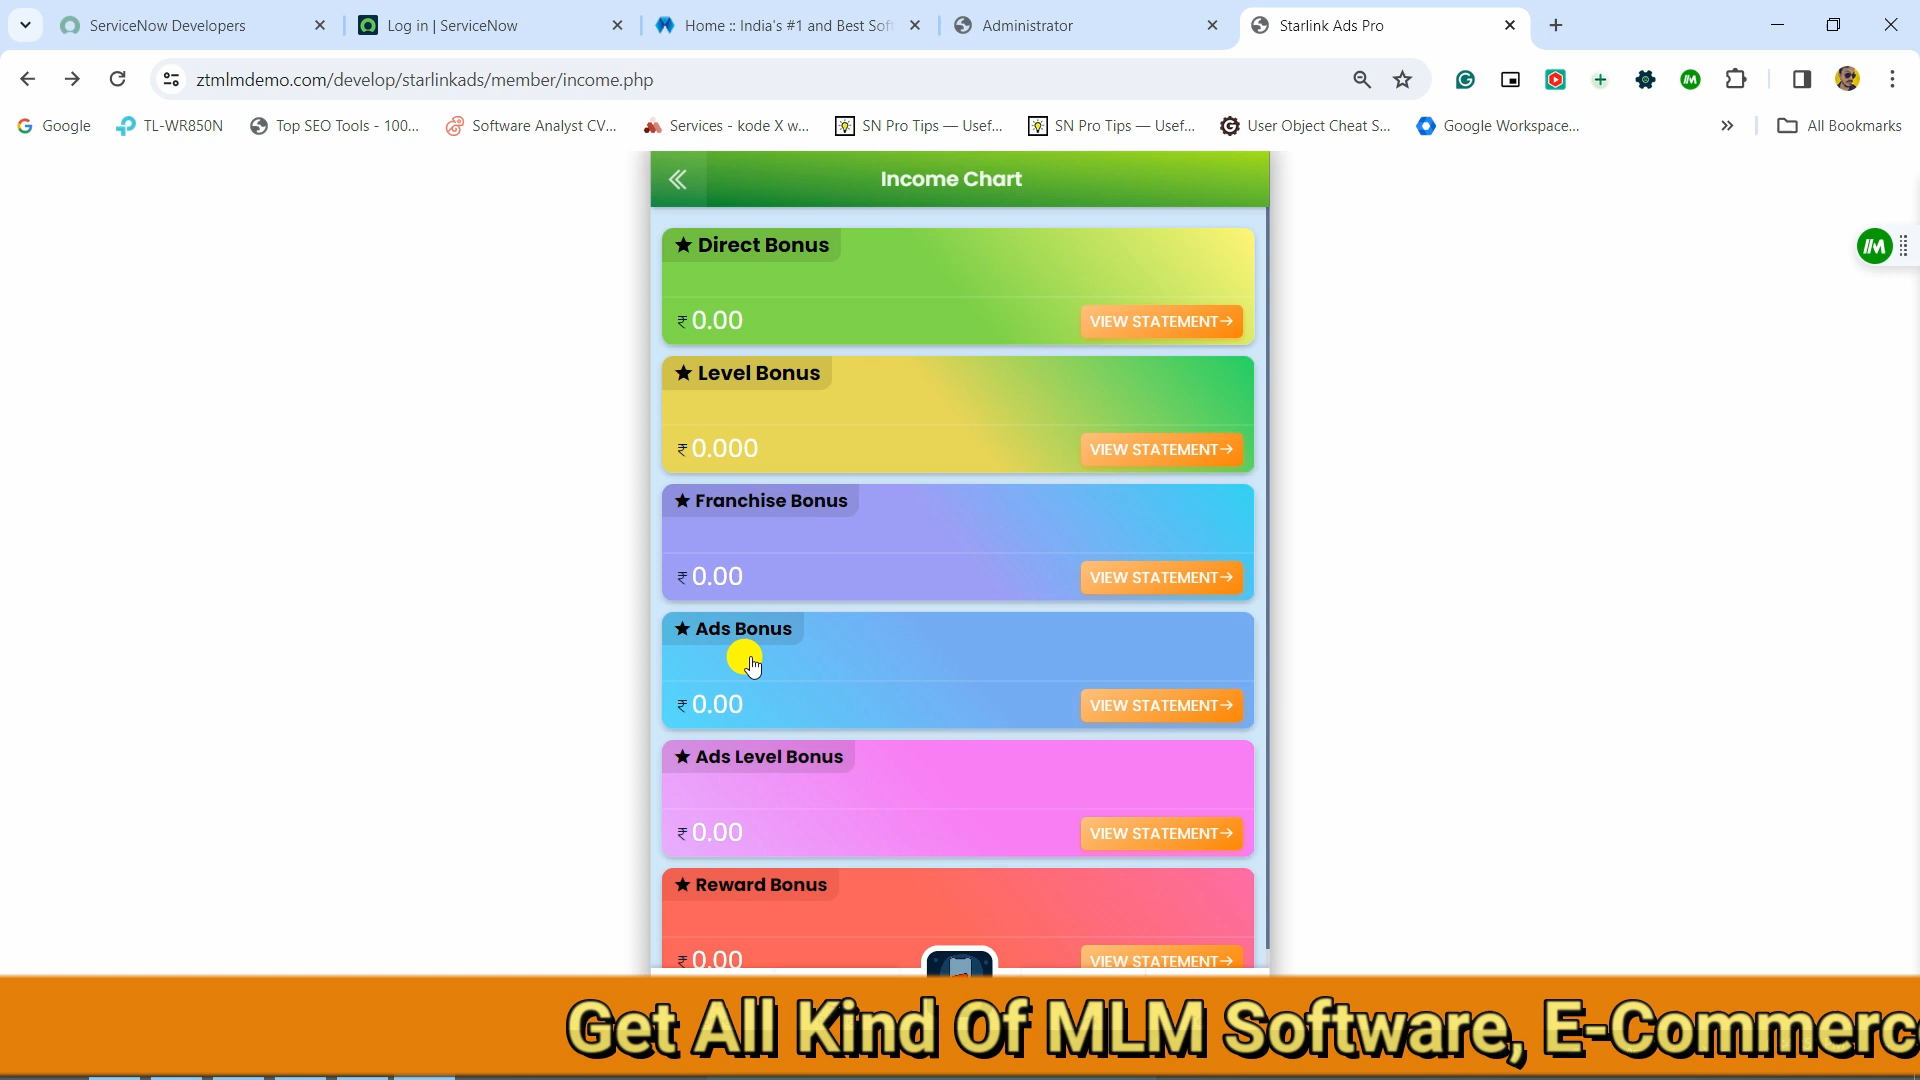 ServiceNow Developers
Log in | ServiceNow
Home :: India's #1 and Best Soft
Administrator
Starlink Ads Pro
ztmlmdemo.com/develop/starlinkads/member/income.php
Google
TL-WR850N
Top SEO Tools - 100...
Software Analyst CV...
Services - kode X w...
SN Pro Tips — Usef...
SN Pro Tips — Usef...
User Object Cheat S...
Google Workspace...
All Bookmarks
Income Chart
★ Direct Bonus
₹ 0.00
VIEW STATEMENT→
★ Level Bonus
₹ 0.000
VIEW STATEMENT→
★ Franchise Bonus
₹ 0.00
VIEW STATEMENT→
★ Ads Bonus
₹ 0.00
VIEW STATEMENT→
★ Ads Level Bonus
₹ 0.00
VIEW STATEMENT→
★ Reward Bonus
₹ 0.00
VIEW STATEMENT→
Get All Kind Of MLM Software, E-Commerc